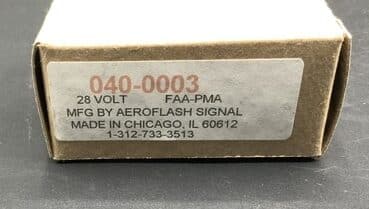 040-0003
28 VOLT FAA-PMA
MFG BY AEROFLASH SIGNAL
MADE IN CHICAGO, IL 60612
1-312-733-3513